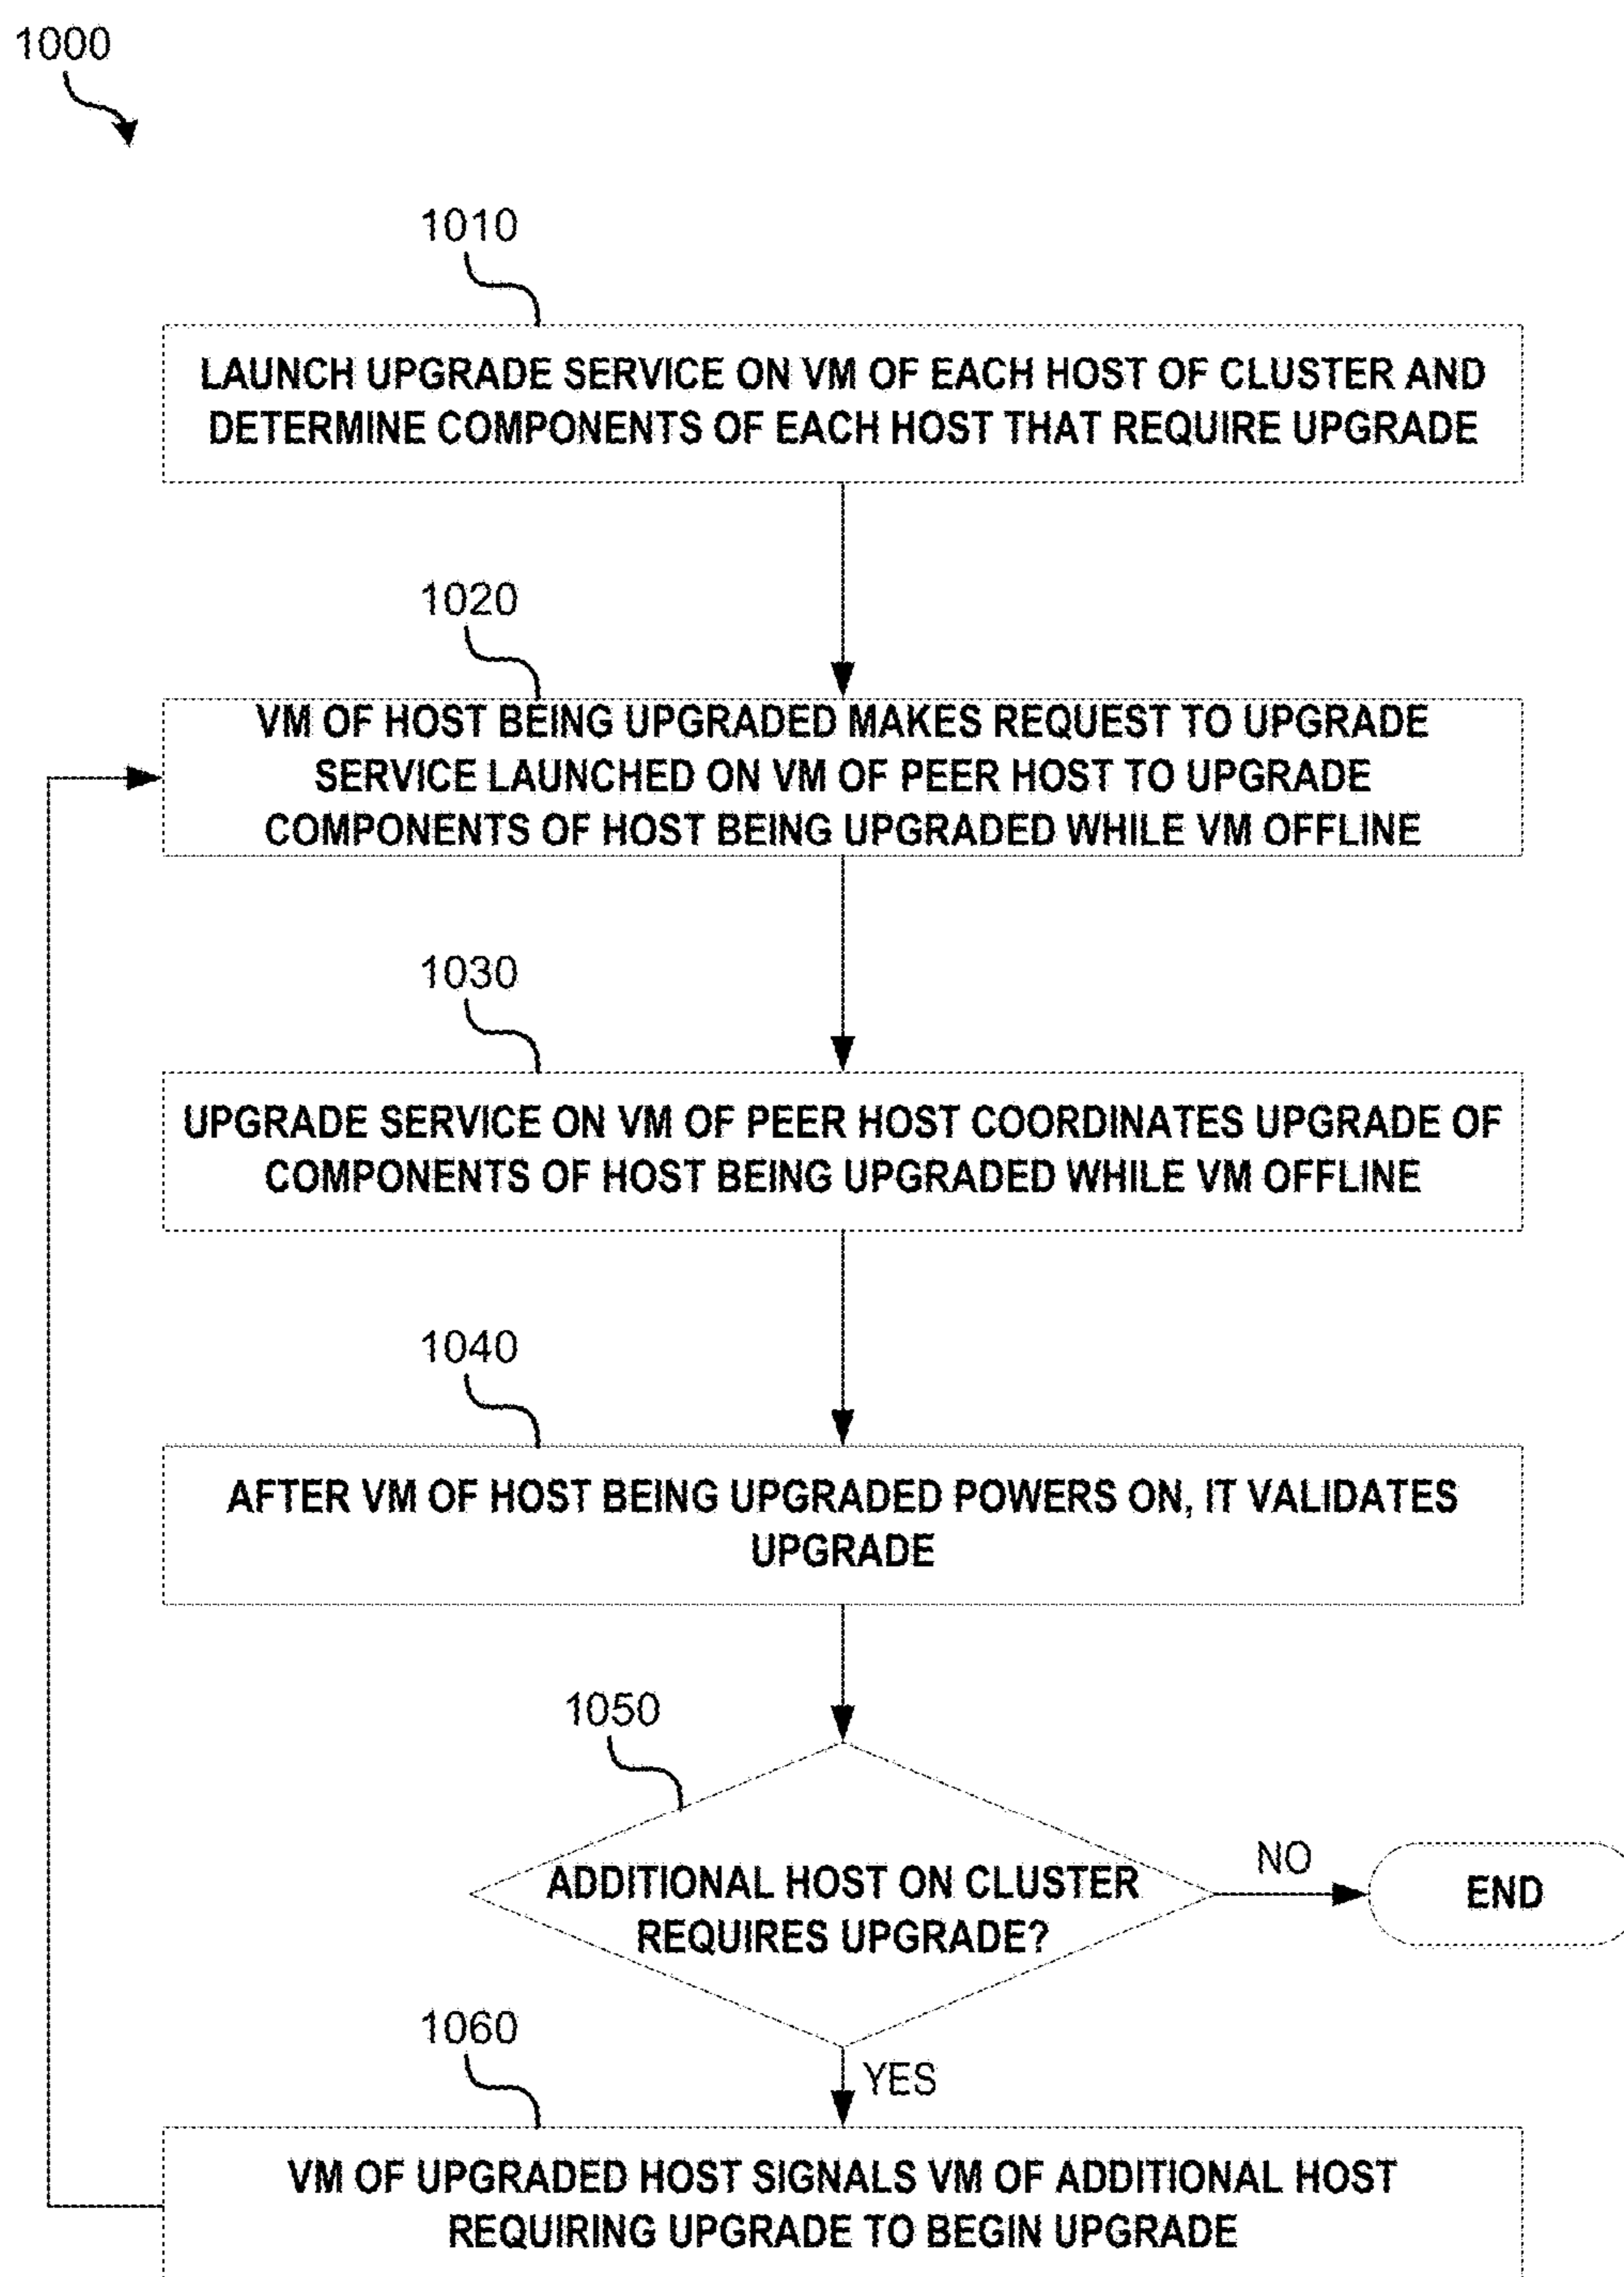 1000
1010
LAUNCH UPGRADE SERVICE ON VM OF EACH HOST OF CLUSTER AND
DETERMINE COMPONENTS OF EACH HOST THAT REQUIRE UPGRADE
1020
VM OF HOST BEING UPGRADED MAKES REQUEST TO UPGRADE
SERVICE LAUNCHED ON VM OF PEER HOST TO UPGRADE
COMPONENTS OF HOST BEING UPGRADED WHILE VM OFFLINE
1030
UPGRADE SERVICE ON VM OF PEER HOST COORDINATES UPGRADE OF
COMPONENTS OF HOST BEING UPGRADED WHILE VM OFFLINE
1040
AFTER VM OF HOST BEING UPGRADED POWERS ON, IT VALIDATES
UPGRADE
1050
ADDITIONAL HOST ON CLUSTER
REQUIRES UPGRADE?
NO
END
YES
1060
VM OF UPGRADED HOST SIGNALS VM OF ADDITIONAL HOST
REQUIRING UPGRADE TO BEGIN UPGRADE